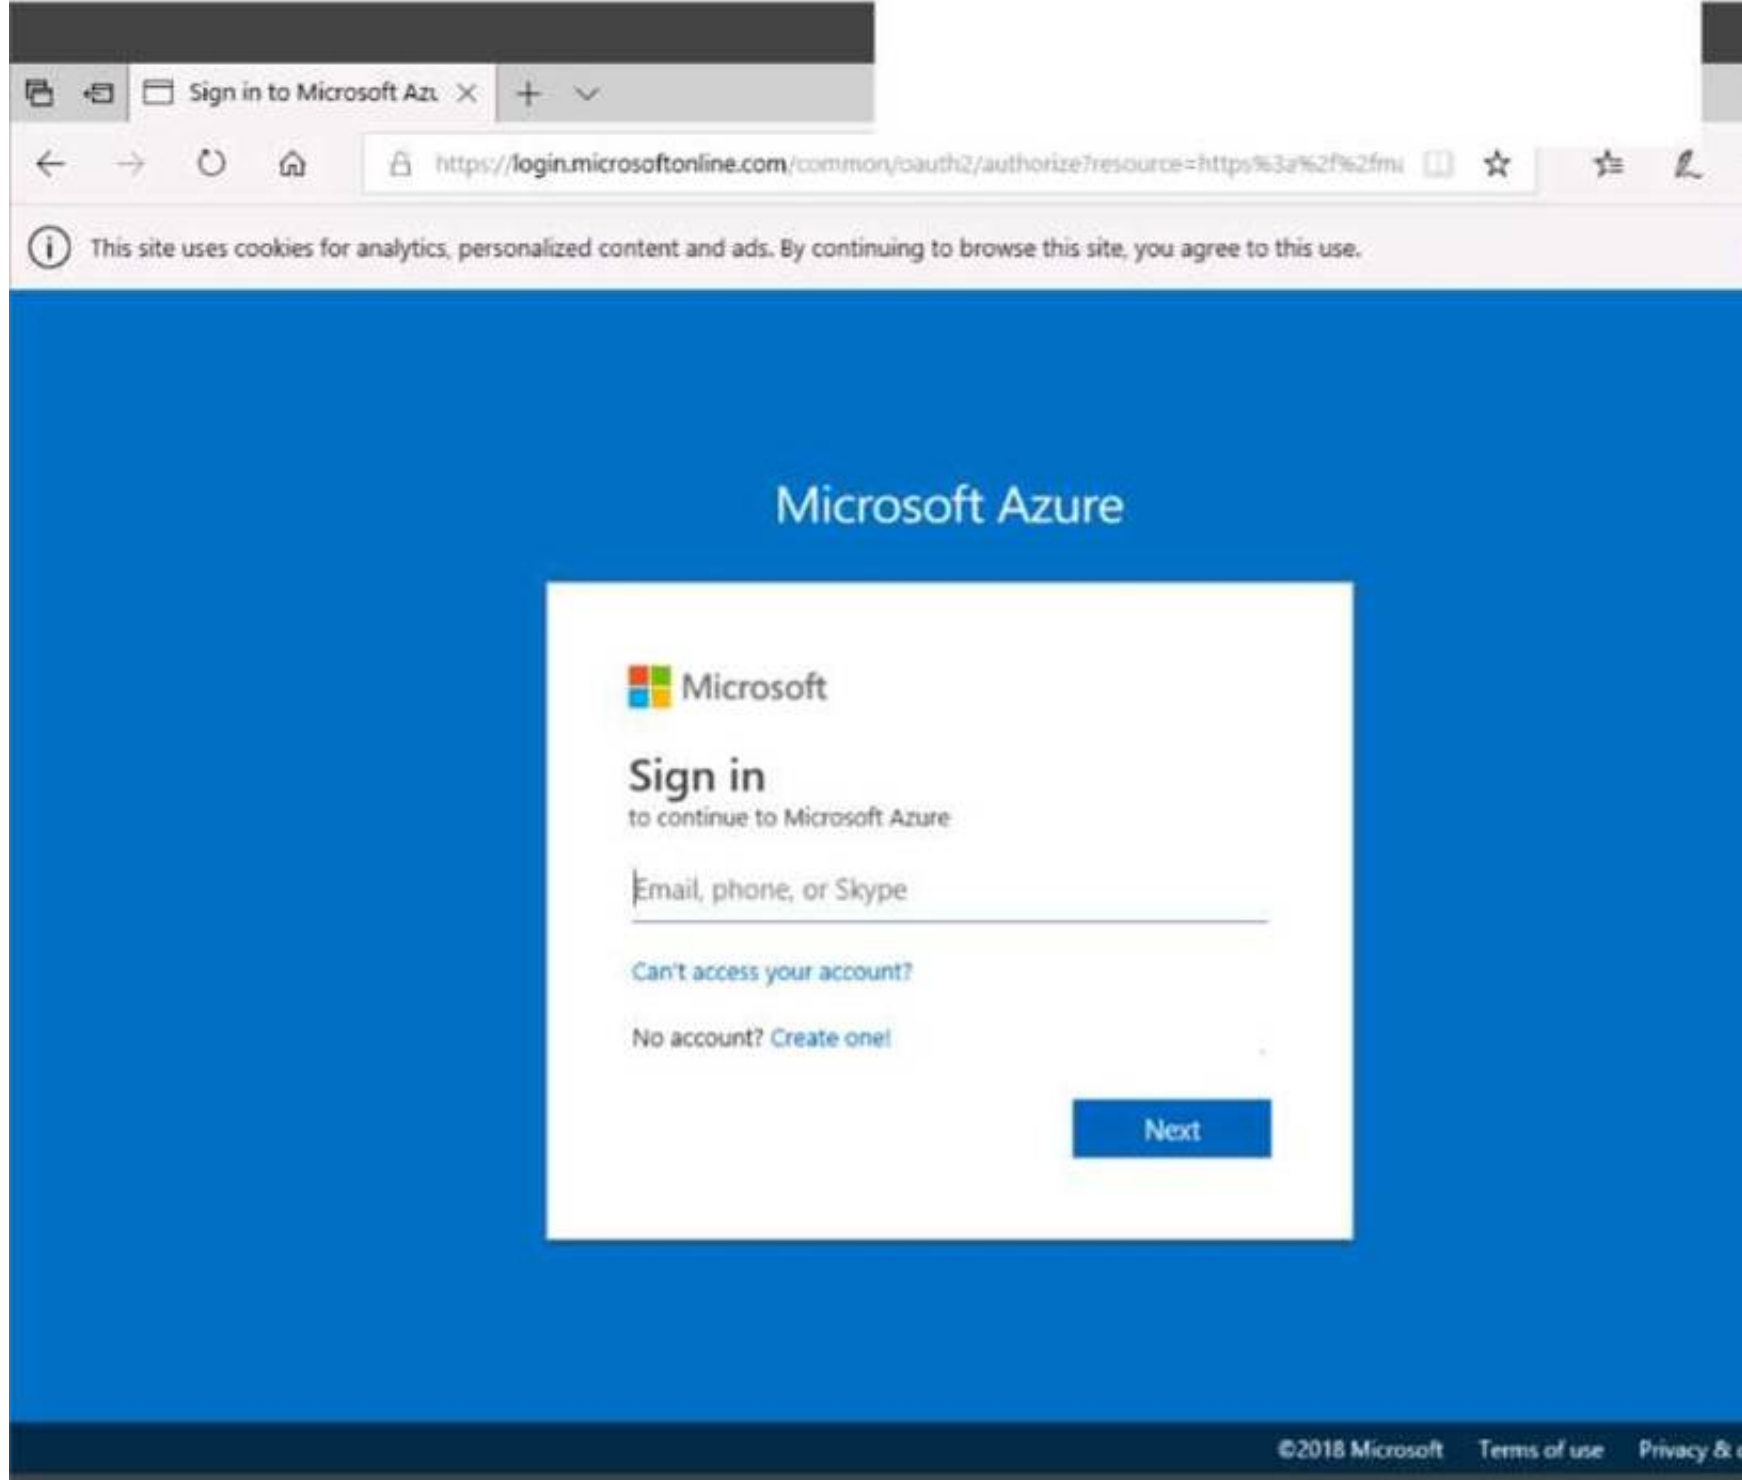 Sign in to Microsoft Azu
https://login.microsoftonline.com/common/oauth2/authorize?resource=https%3a%2f%2fma
This site uses cookies for analytics, personalized content and ads. By continuing to browse this site, you agree to this use.
Microsoft Azure
Microsoft
Sign in
to continue to Microsoft Azure
Email, phone, or Skype
Can't access your account?
No account? Create one!
Next
©2018 Microsoft Terms of use Privacy &